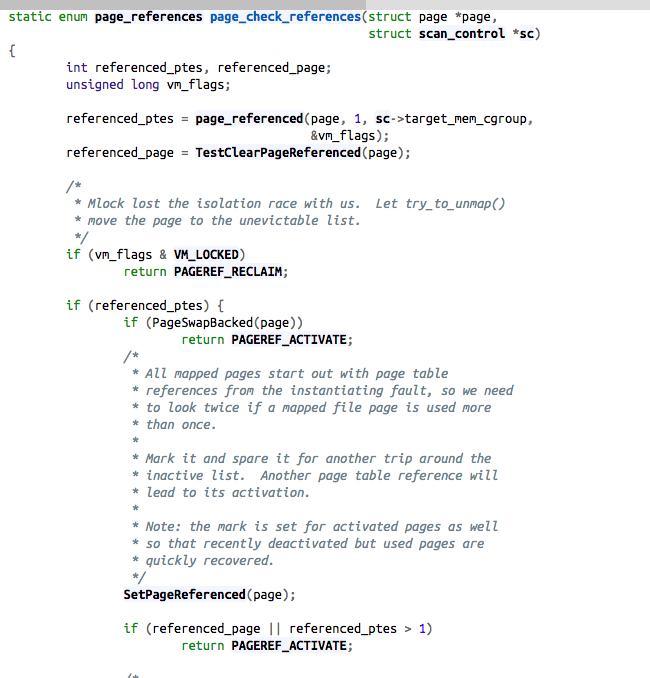 static enum page_references page_check_references(struct page *page,
                                                  struct scan_control *sc)
{
        int referenced_ptes, referenced_page;
        unsigned long vm_flags;

        referenced_ptes = page_referenced(page, 1, sc->target_mem_cgroup,
                                          &vm_flags);
        referenced_page = TestClearPageReferenced(page);

        /*
         * Mlock lost the isolation race with us.  Let try_to_unmap()
         * move the page to the unevictable list.
         */
        if (vm_flags & VM_LOCKED)
                return PAGEREF_RECLAIM;

        if (referenced_ptes) {
                if (PageSwapBacked(page))
                        return PAGEREF_ACTIVATE;
                /*
                 * All mapped pages start out with page table
                 * references from the instantiating fault, so we need
                 * to look twice if a mapped file page is used more
                 * than once.
                 *
                 * Mark it and spare it for another trip around the
                 * inactive list.  Another page table reference will
                 * lead to its activation.
                 *
                 * Note: the mark is set for activated pages as well
                 * so that recently deactivated but used pages are
                 * quickly recovered.
                 */
                SetPageReferenced(page);

                if (referenced_page || referenced_ptes > 1)
                        return PAGEREF_ACTIVATE;

                /*